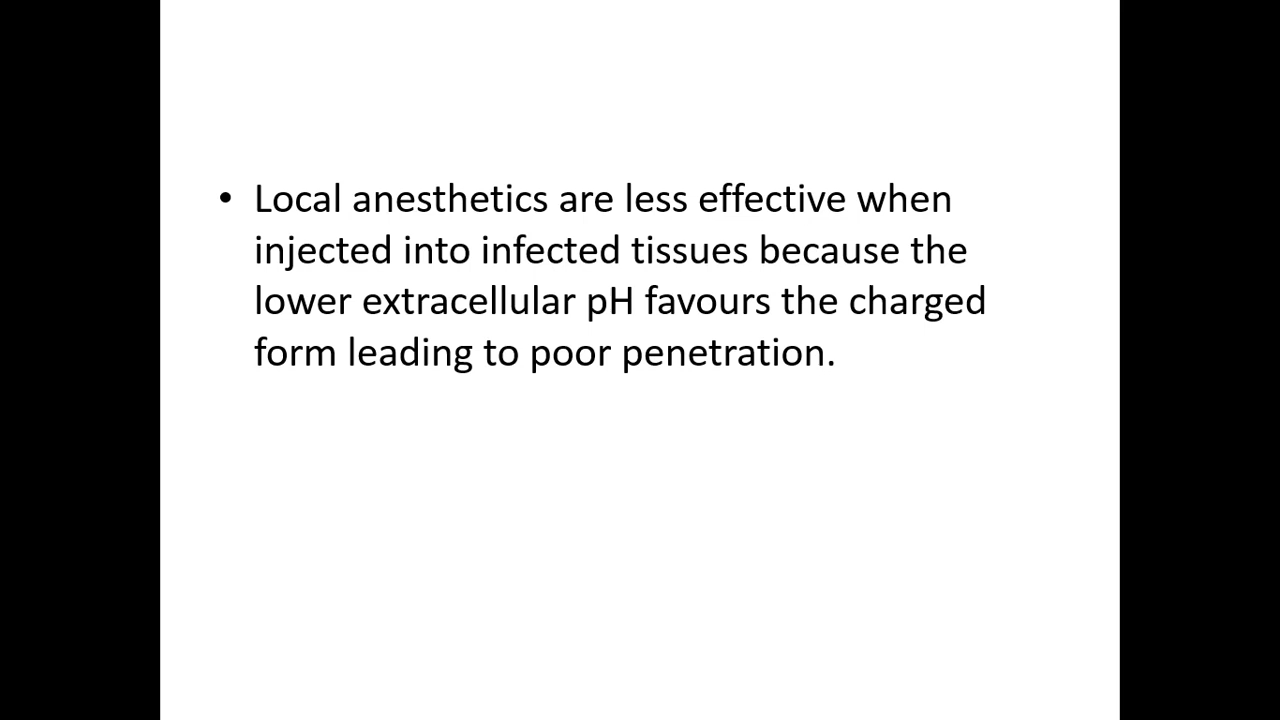 • Local anesthetics are less effective when
injected into infected tissues because the
lower extracellular pH favours the charged
form leading to poor penetration.